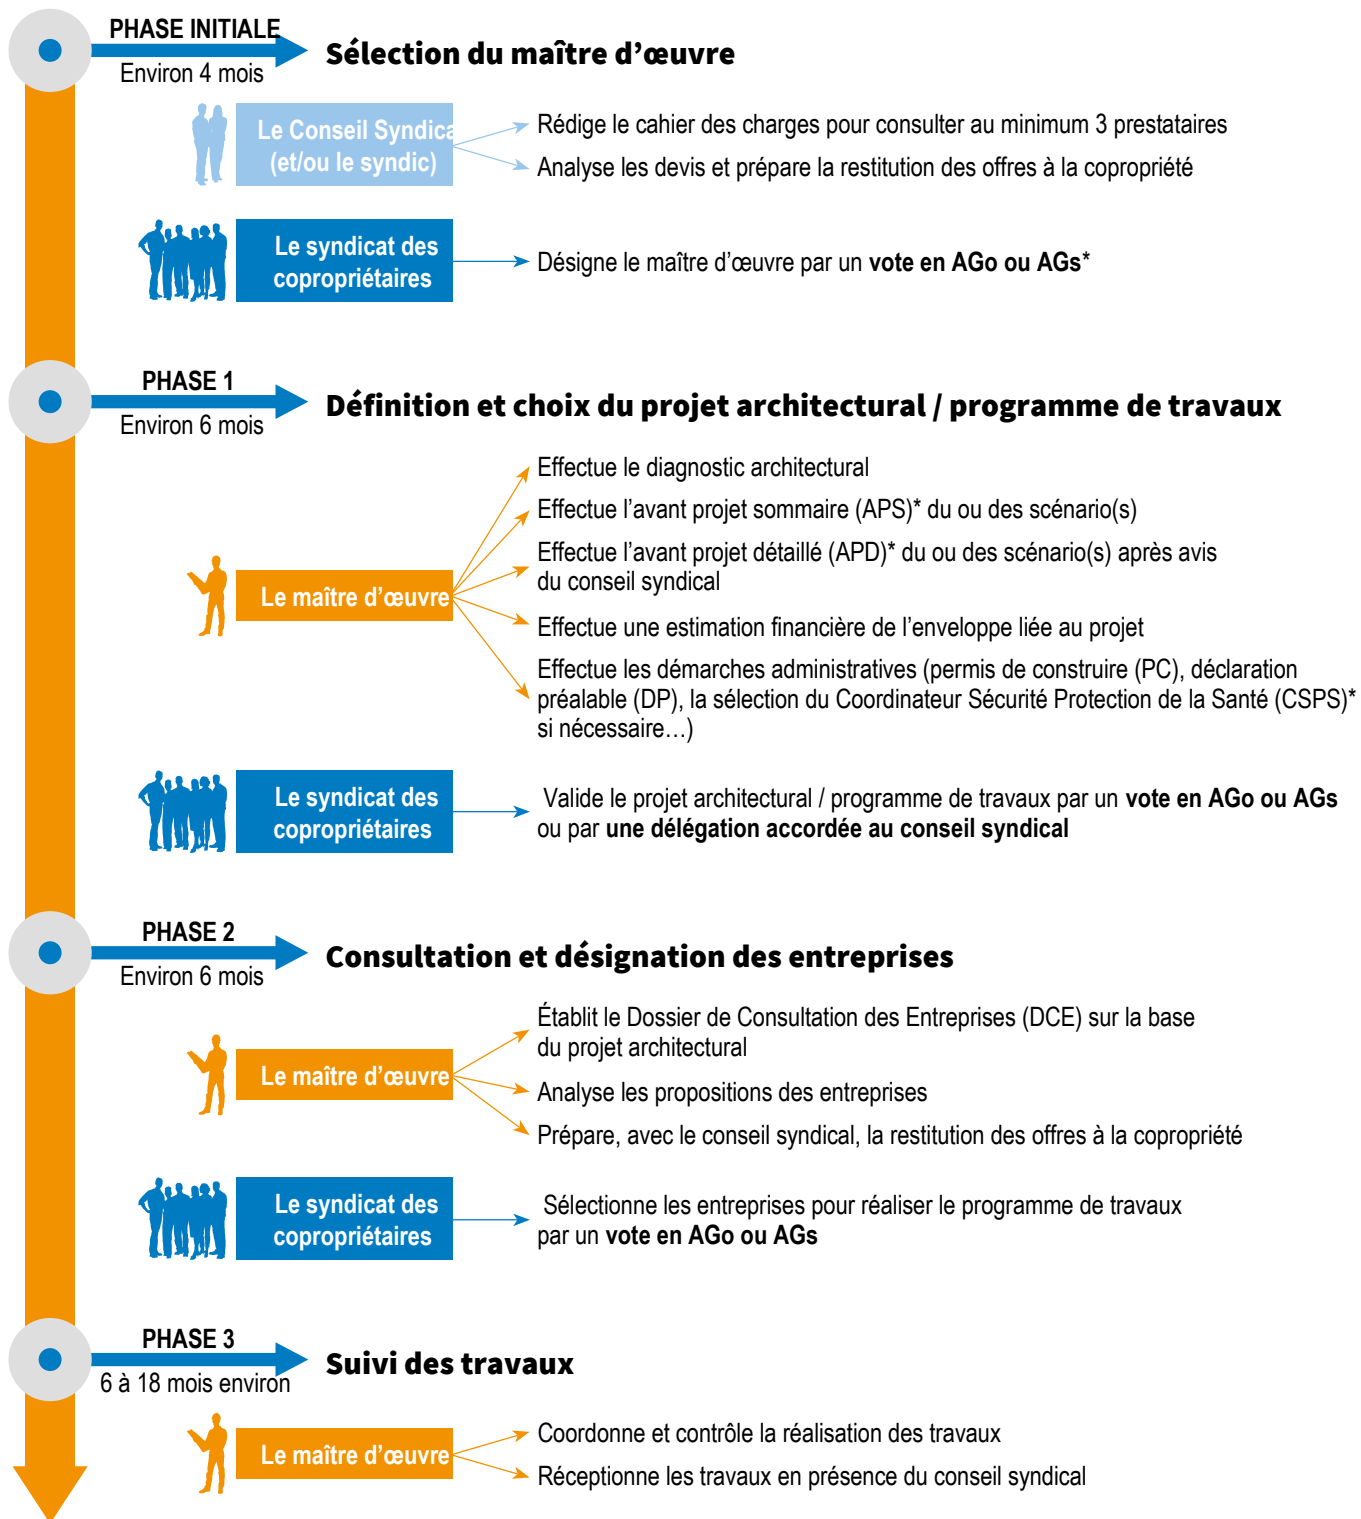 PHASE INITIALE
Environ 4 mois
Sélection du maître d’œuvre
Le Conseil Syndica
(et/ou le syndic)
Rédige le cahier des charges pour consulter au minimum 3 prestataires
Analyse les devis et prépare la restitution des offres à la copropriété
Le syndicat des
copropriétaires
Désigne le maître d’œuvre par un vote en AGo ou AGs*
PHASE 1
Environ 6 mois
Définition et choix du projet architectural / programme de travaux
Le maître d’œuvre
Effectue le diagnostic architectural
Effectue l’avant projet sommaire (APS)* du ou des scénario(s)
Effectue l’avant projet détaillé (APD)* du ou des scénario(s) après avis
du conseil syndical
Effectue une estimation financière de l’enveloppe liée au projet
Effectue les démarches administratives (permis de construire (PC), déclaration
préalable (DP), la sélection du Coordinateur Sécurité Protection de la Santé (CSPS)*
si nécessaire…)
Le syndicat des
copropriétaires
Valide le projet architectural / programme de travaux par un vote en AGo ou AGs
ou par une délégation accordée au conseil syndical
PHASE 2
Environ 6 mois
Consultation et désignation des entreprises
Le maître d’œuvre
Établit le Dossier de Consultation des Entreprises (DCE) sur la base
du projet architectural
Analyse les propositions des entreprises
Prépare, avec le conseil syndical, la restitution des offres à la copropriété
Le syndicat des
copropriétaires
Sélectionne les entreprises pour réaliser le programme de travaux
par un vote en AGo ou AGs
PHASE 3
6 à 18 mois environ
Suivi des travaux
Le maître d’œuvre
Coordonne et contrôle la réalisation des travaux
Réceptionne les travaux en présence du conseil syndical